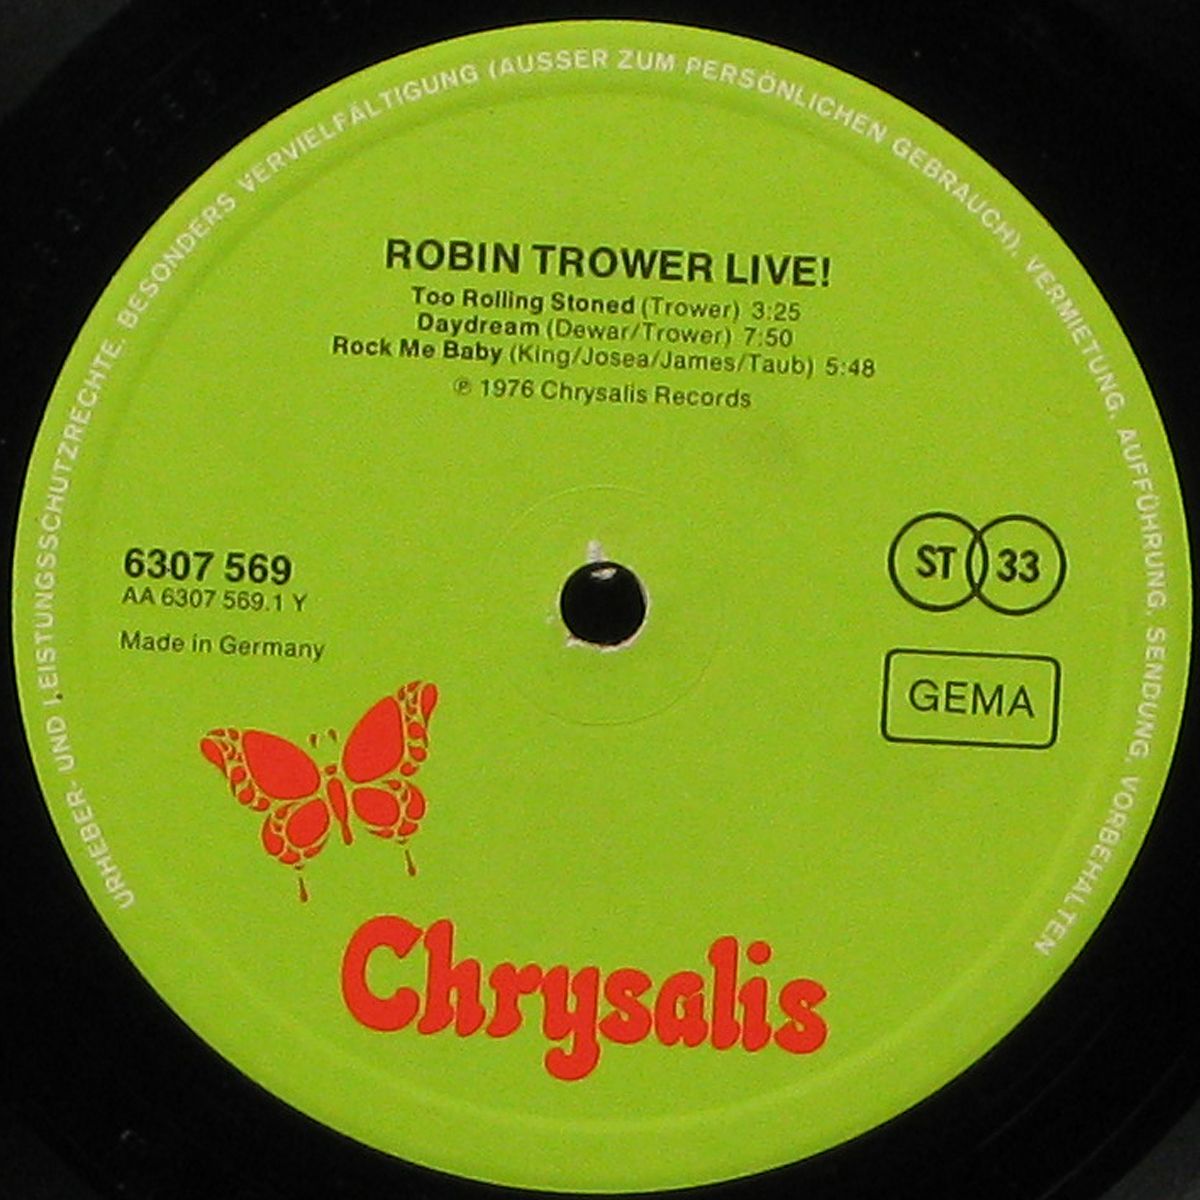 URHEBER- UND LEISTUNGSSCHUTZRECHTE. BESONDERS VERVIELFÄLTIGUNG (AUSSER ZUM PERSÖNLICHEN GEBRAUCH), VERMIETUNG, AUFFÜHRUNG, SENDUNG, VORBEHALTEN
ROBIN TROWER LIVE!
Too Rolling Stoned (Trower) 3:25
Daydream (Dewar/Trower) 7:50
Rock Me Baby (King/Josea/James/Taub) 5:48
℗ 1976 Chrysalis Records
6307 569
AA 6307 569.1 Y
Made in Germany
ST 33
GEMA
Chrysalis